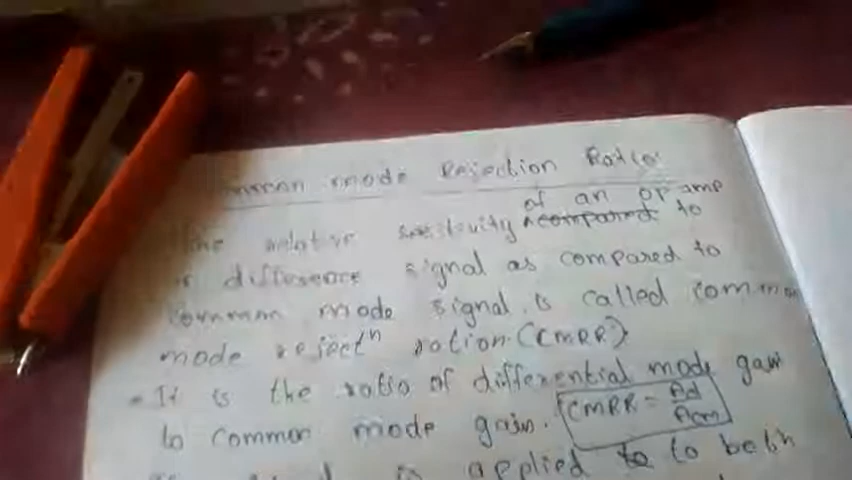 mmon mode Rejection Ratio:
of an op amp
The relative sensitivity compared to
a difference signal as compared to
common mode signal is called common
mode rejectⁿ ration (CMRR)
- It is the ratio of differential mode gain
to common mode gain. CMRR = Ad/Acm
is applied to to both